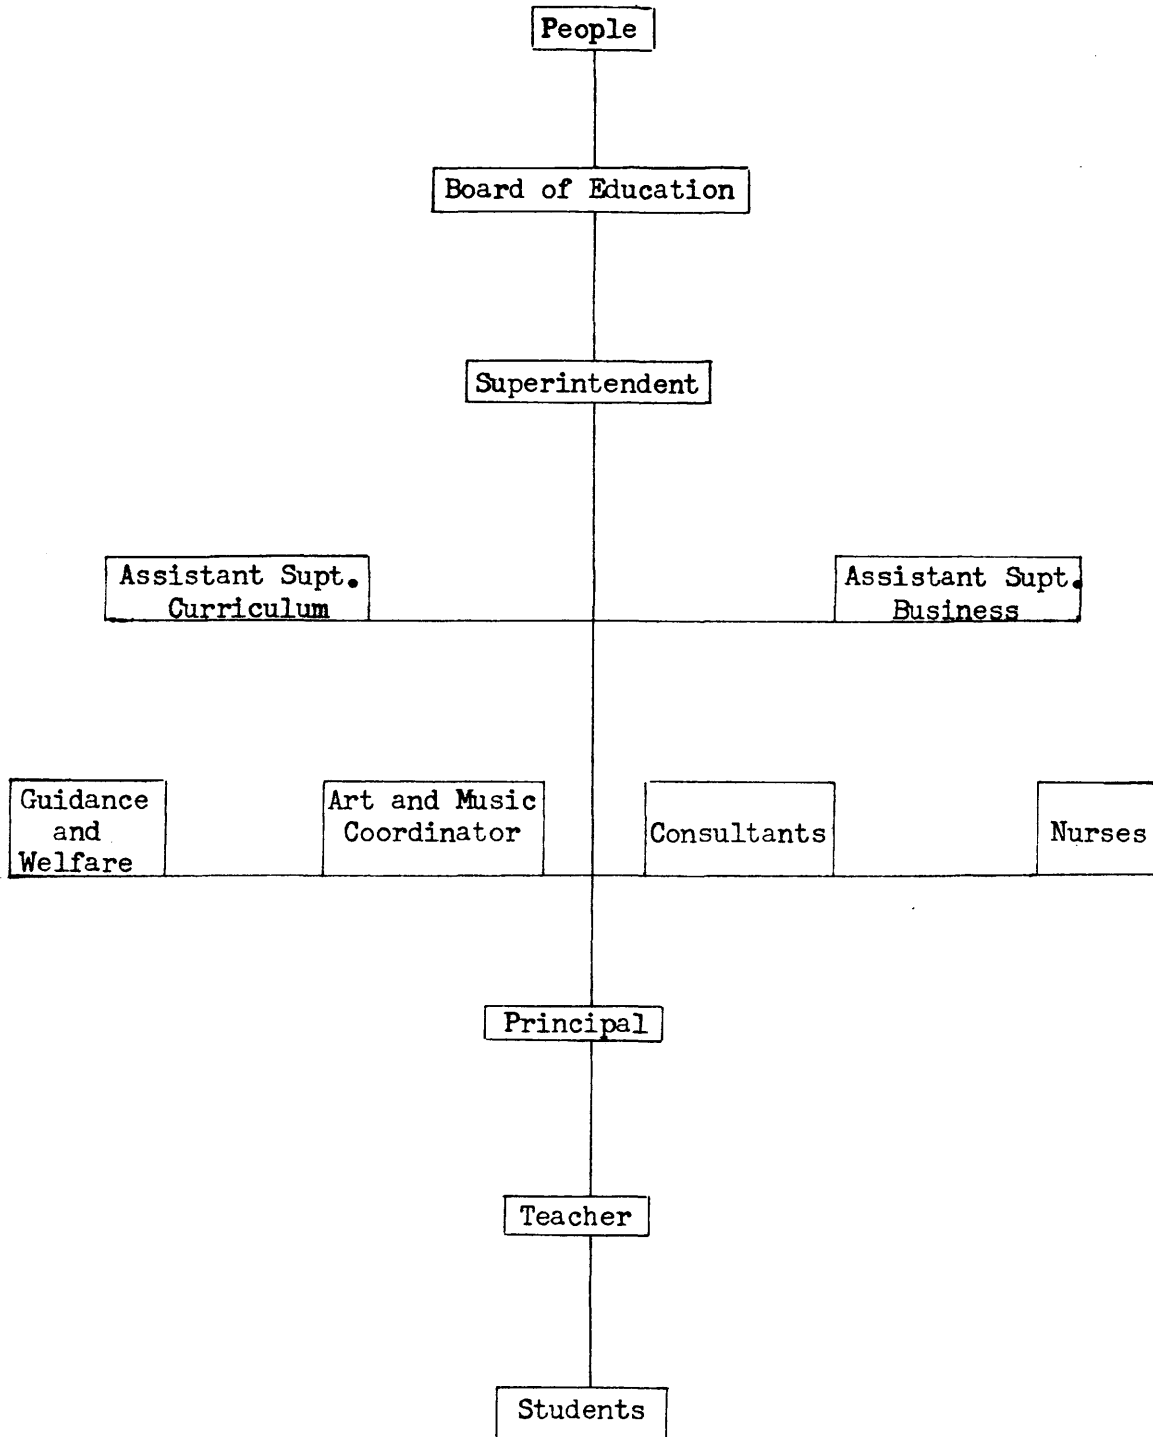 People
Board of Education
Superintendent
Assistant Supt.
Curriculum
Assistant Supt.
Business
Guidance
and
Welfare
Art and Music
Coordinator
Consultants
Nurses
Principal
Teacher
Students